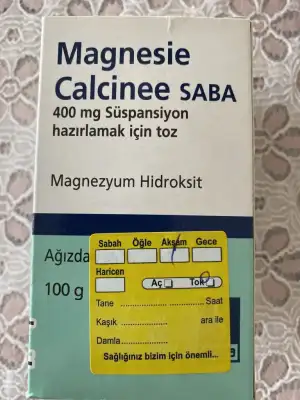 Magnesie
Calcinee SABA
400 mg Süspansiyon
hazırlamak için toz
Magnezyum Hidroksit
Ağızda
100 g
Sabah Öğle Akşam Gece
Haricen
Aç Tok
Tane ........ Saat
Kaşık ........ ara ile
Damla ........
Sağlığınız bizim için önemli...